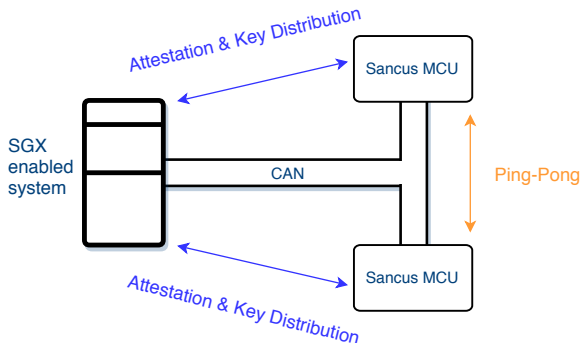 Attestation & Key Distribution
Sancus MCU
SGX
enabled
system
CAN
Ping-Pong
Sancus MCU
Attestation & Key Distribution